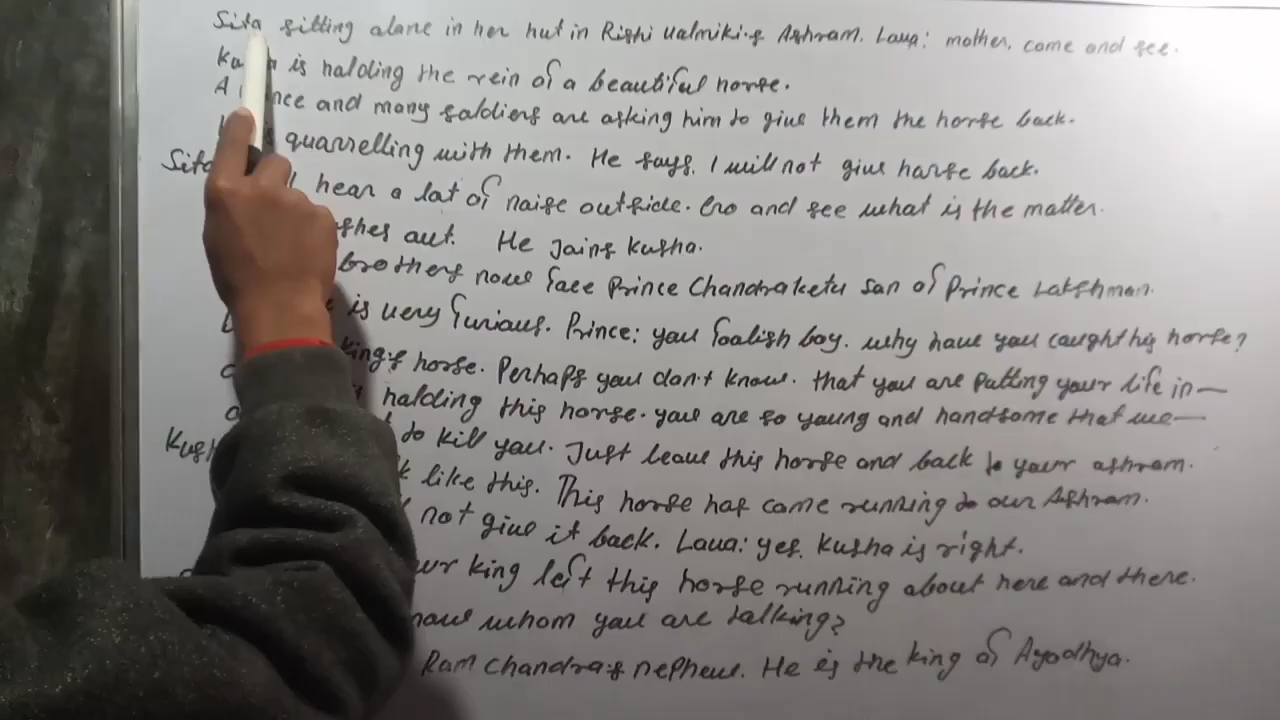 Sita sitting alone in her hut in Rishi Valmiki's Ashram. Lava: mother, come and see.
is holding the rein of a beautiful horse.
A and many soldiers are asking him to give them the horse back.
quarrelling with them. He says, I will not give horse back.
Sita hear a lot of noise outside. Go and see what is the matter.
out. He joins Kusha.
brothers now face Prince Chandraketu son of Prince Lakshman.
is very furious. Prince: you foolish boy. why have you caught his horse?
king's horse. Perhaps you don't know. that you are putting your life in
holding this horse. you are so young and handsome that we
to kill you. Just leave this horse and back to your ashram.
like this. This horse has come running to our Ashram.
not give it back. Lava: yes, Kusha is right.
king left this horse running about here and there.
whom you are talking?
Ram Chandra's nephew. He is the king of Ayodhya.